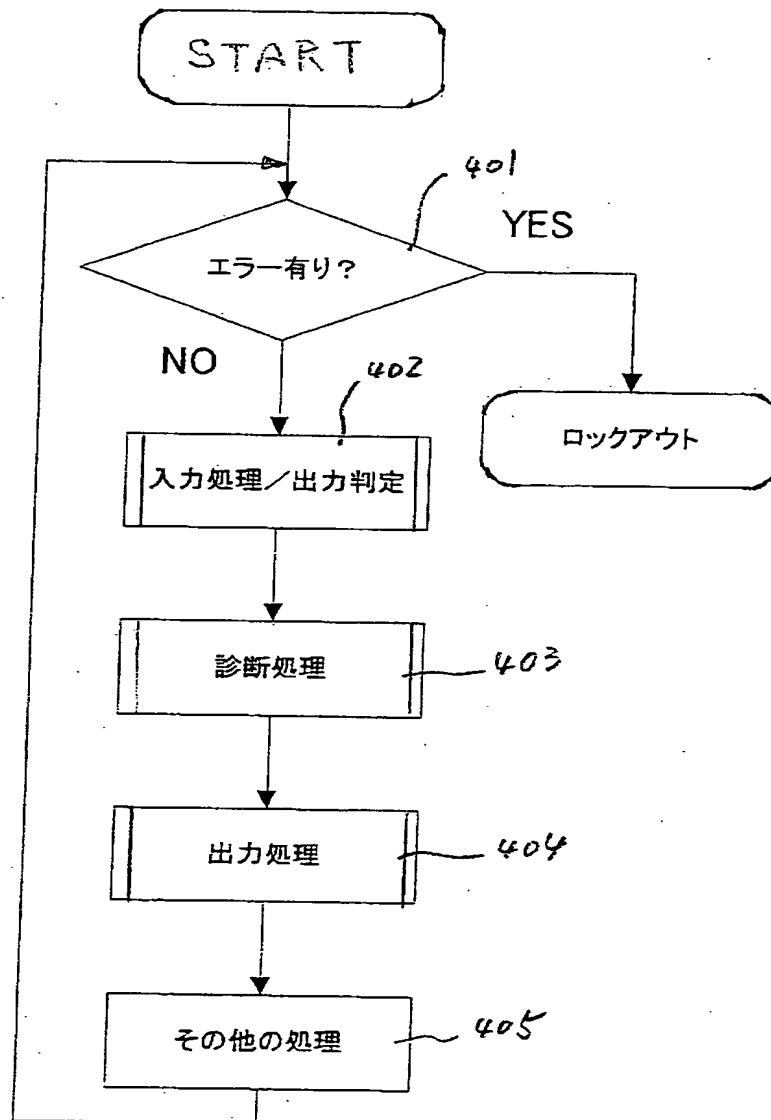 START
401
YES
エラー有り?
NO
402
ロックアウト
入力処理/出力判定
診断処理
403
出力処理
404
その他の処理
405